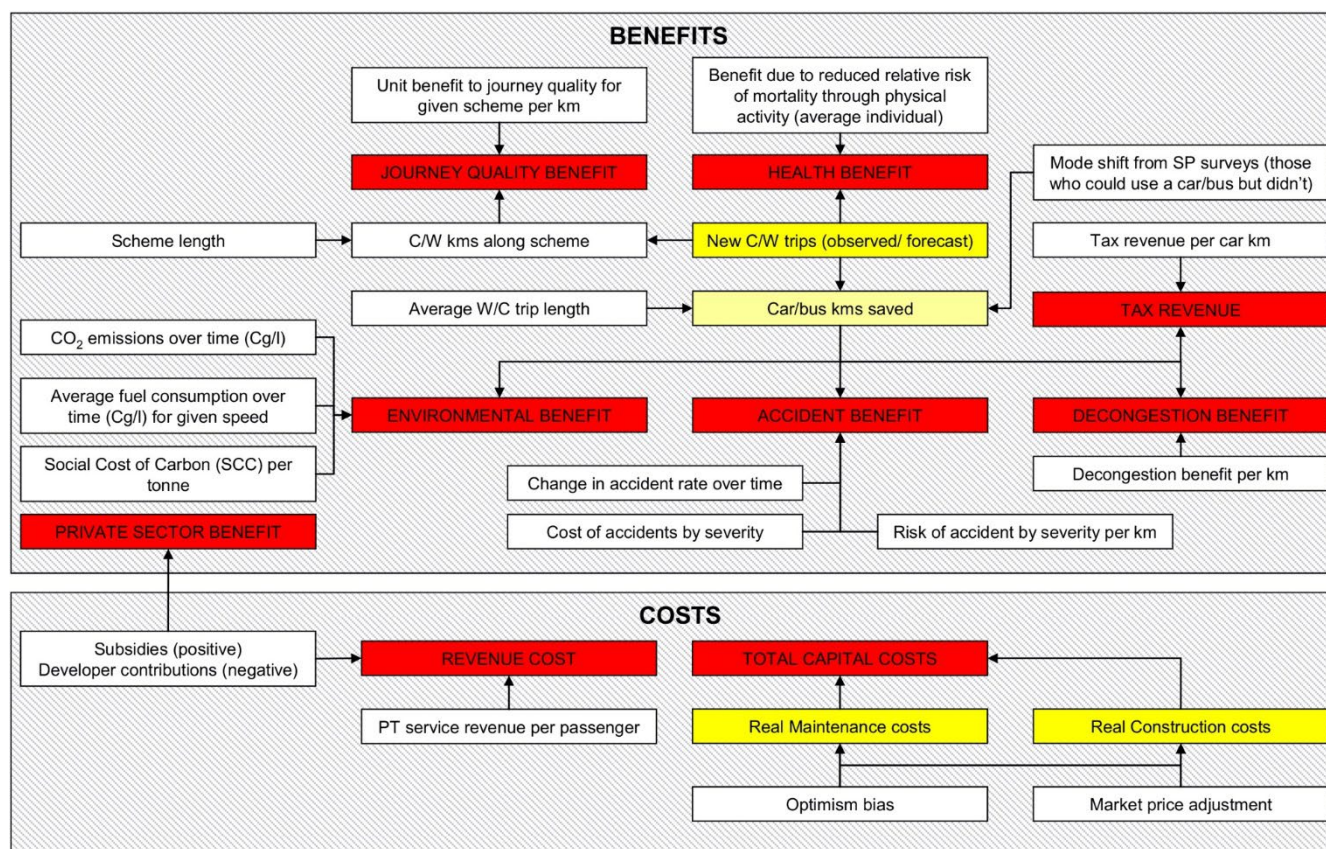 BENEFITS
Unit benefit to journey quality for
given scheme per km
Benefit due to reduced relative risk
of mortality through physical
activity (average individual)
JOURNEY QUALITY BENEFIT
HEALTH BENEFIT
Mode shift from SP surveys (those
who could use a car/bus but didn't)
Scheme length
C/W kms along scheme
New C/W trips (observed/ forecast)
Tax revenue per car km
Average W/C trip length
Car/bus kms saved
TAX REVENUE
CO₂ emissions over time (Cg/l)
Average fuel consumption over
time (Cg/l) for given speed
ENVIRONMENTAL BENEFIT
ACCIDENT BENEFIT
DECONGESTION BENEFIT
Social Cost of Carbon (SCC) per
tonne
Change in accident rate over time
Decongestion benefit per km
PRIVATE SECTOR BENEFIT
Cost of accidents by severity
Risk of accident by severity per km
COSTS
Subsidies (positive)
Developer contributions (negative)
REVENUE COST
TOTAL CAPITAL COSTS
PT service revenue per passenger
Real Maintenance costs
Real Construction costs
Optimism bias
Market price adjustment